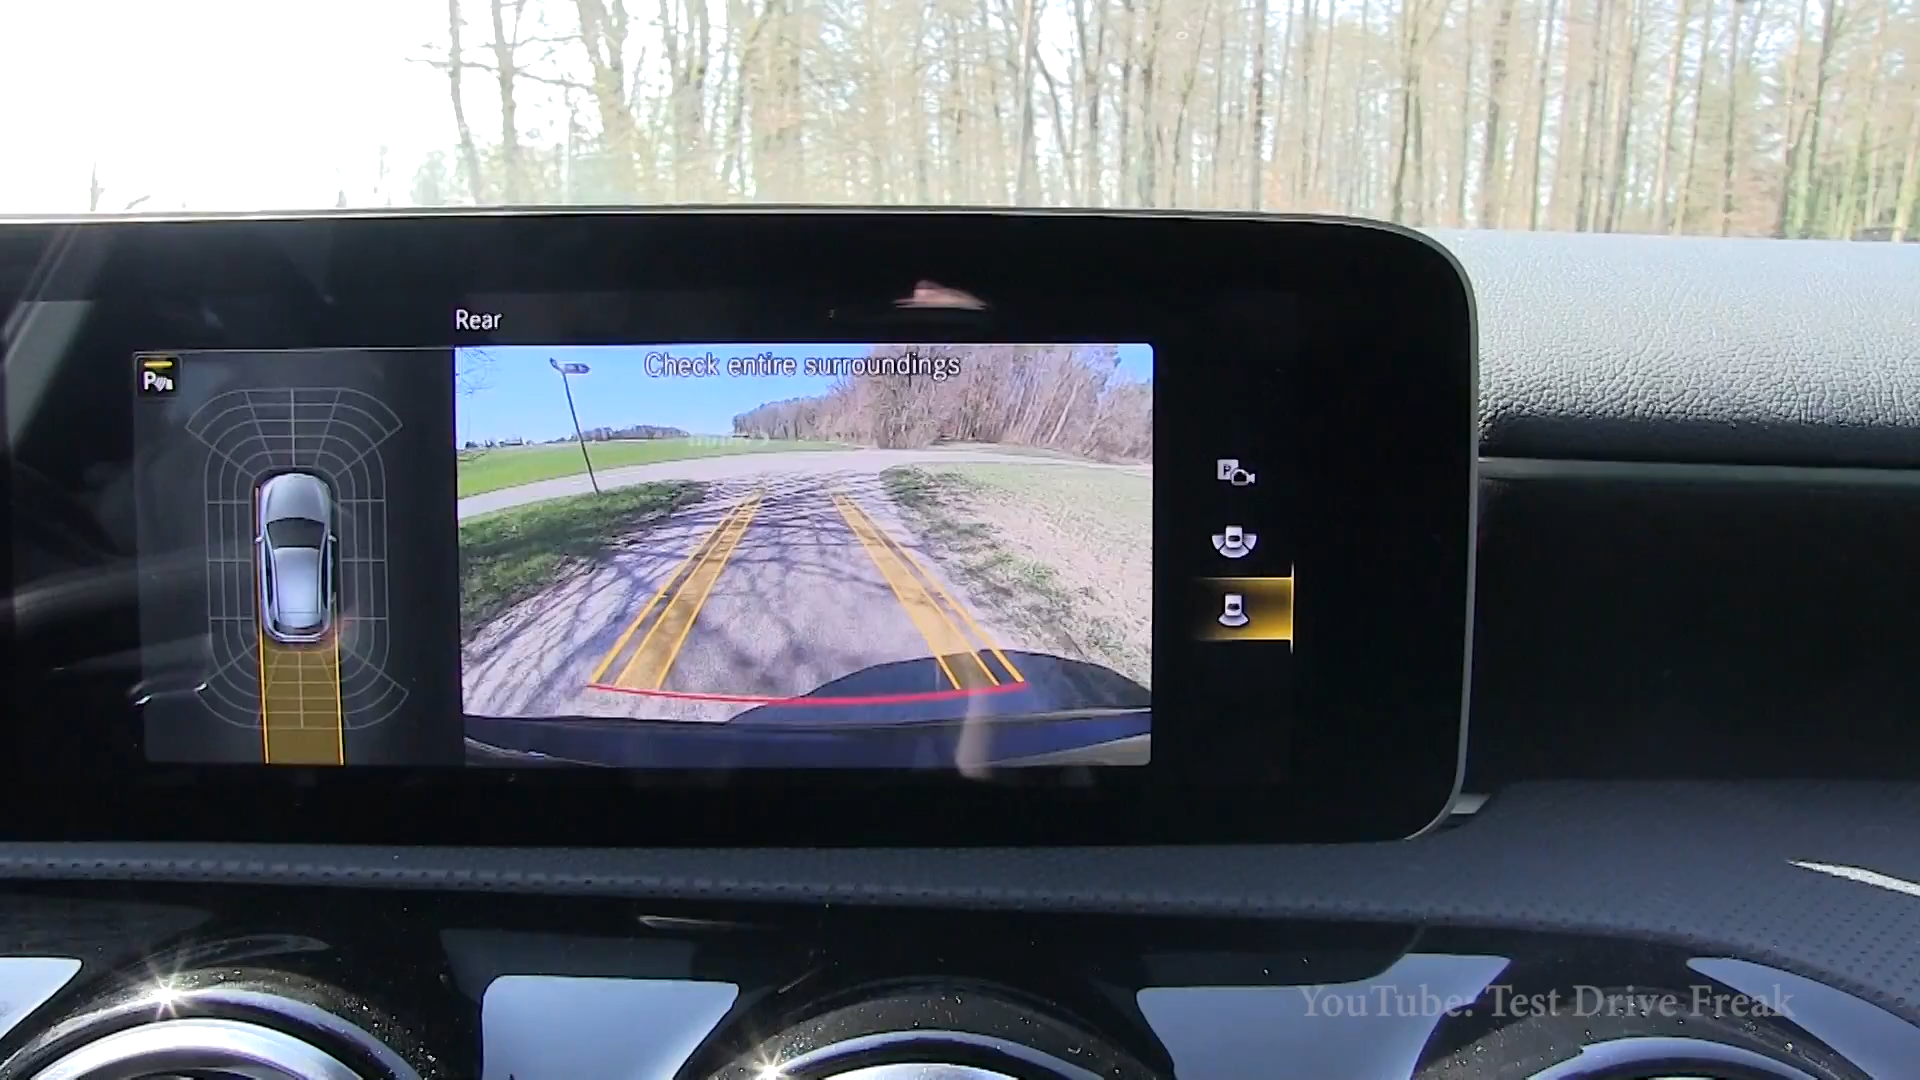 Rear
Check entire surroundings
P
P
YouTube: Test Drive Freak